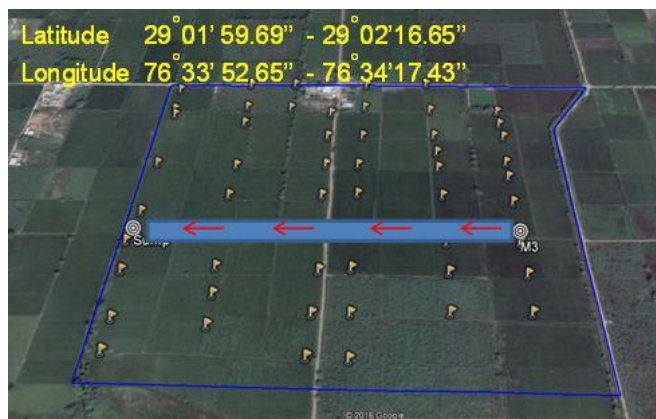 Latitude 29°01' 59.69" - 29°02'16.65"
Longitude 76°33' 52.65" - 76°34'17.43"
Sump
M3
© 2016 Google